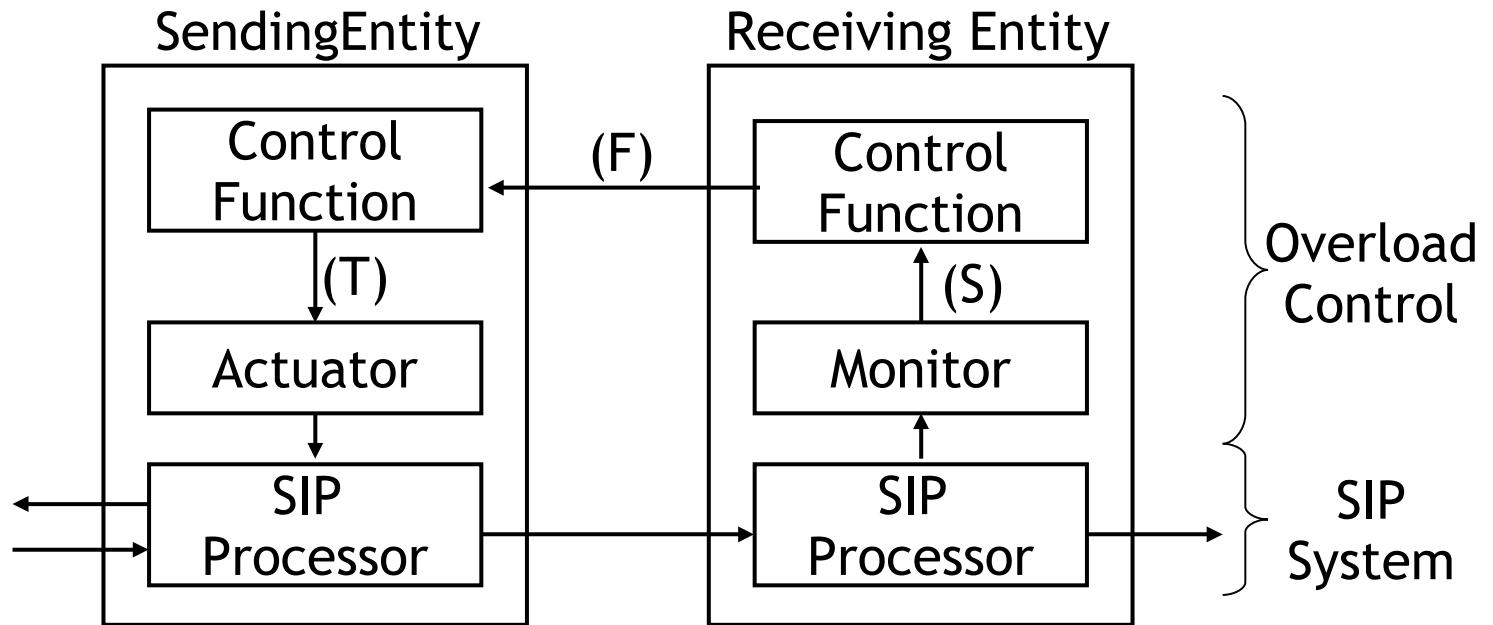 SendingEntity
Receiving Entity
Control
Function
(F)
Control
Function
(T)
(S)
Overload
Control
Actuator
Monitor
SIP
Processor
SIP
Processor
SIP
System